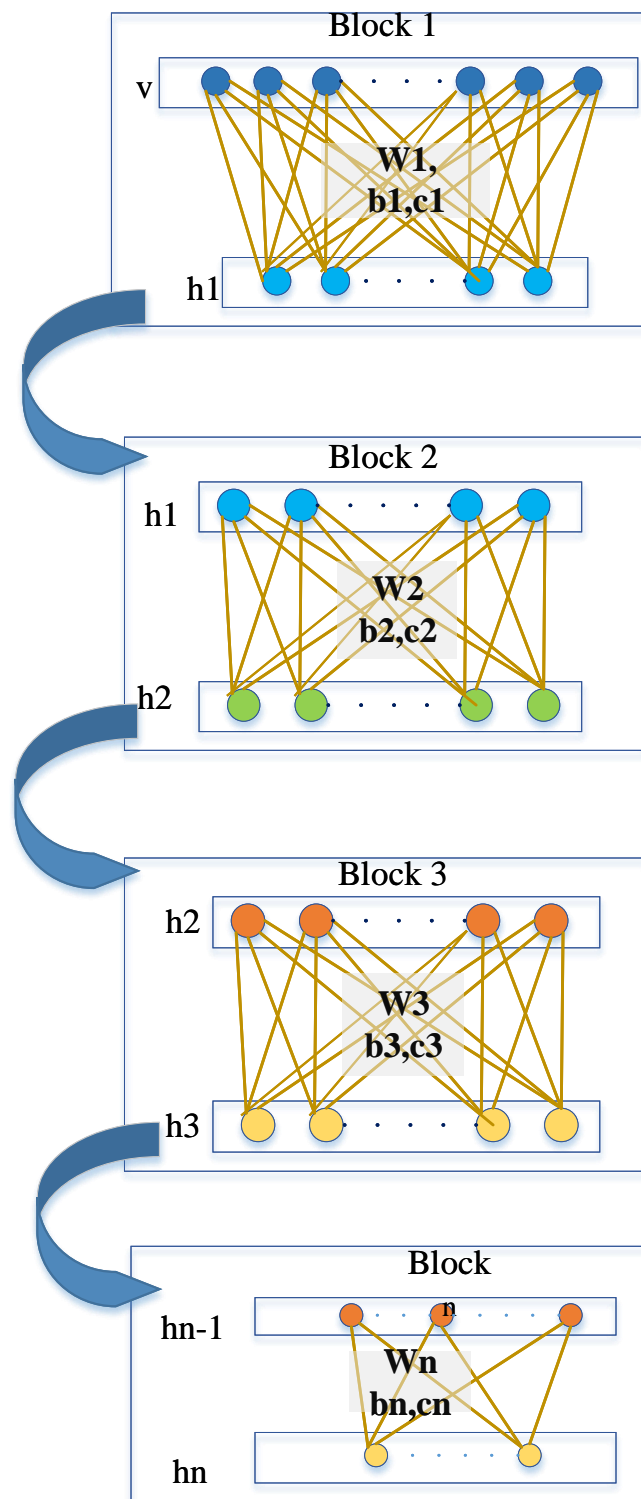 Block 1
v
W1,
b1,c1
h1
Block 2
h1
W2
b2,c2
h2
Block 3
h2
W3
b3,c3
h3
Block
n
hn-1
Wn
bn,cn
hn